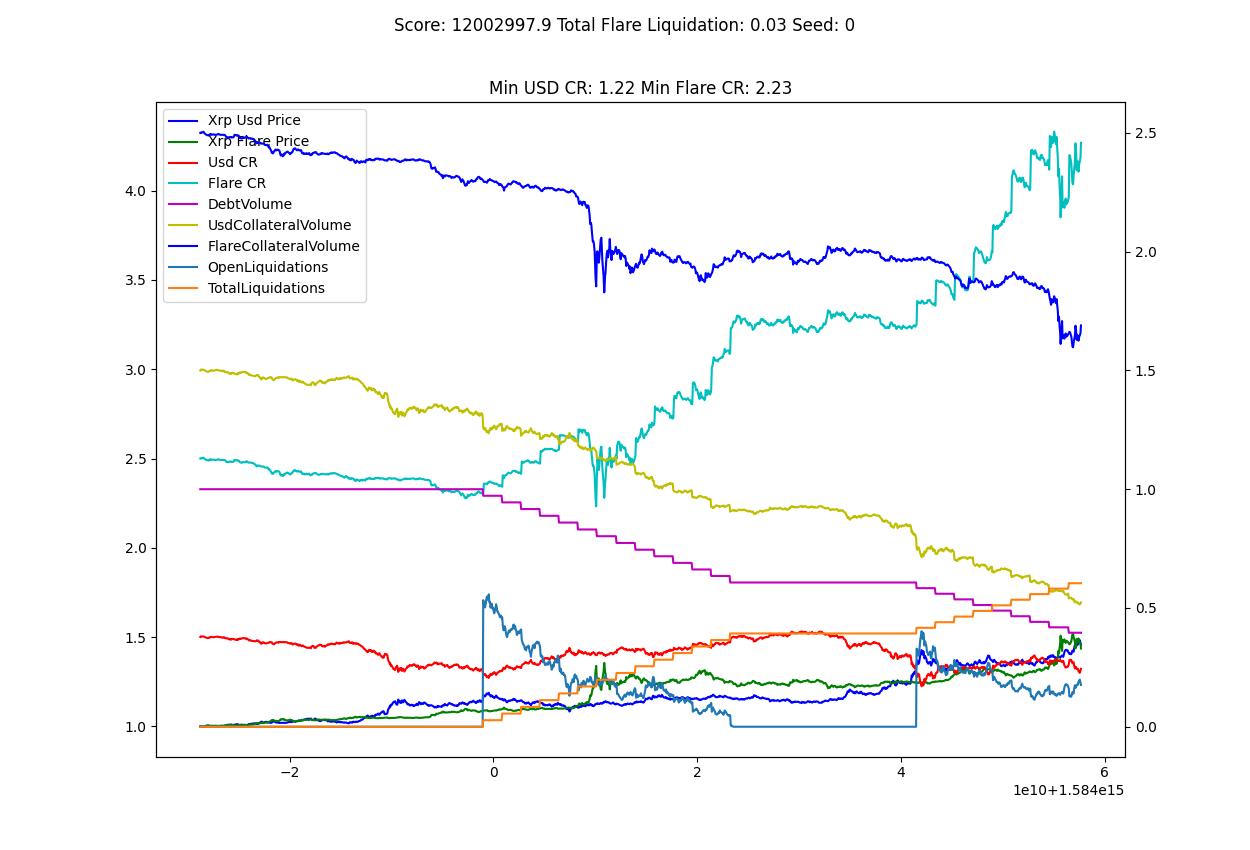 Score: 12002997.9 Total Flare Liquidation: 0.03 Seed: 0
Min USD CR: 1.22 Min Flare CR: 2.23
Xrp Usd Price
Xrp Flare Price
Usd CR
Flare CR
DebtVolume
UsdCollateralVolume
FlareCollateralVolume
OpenLiquidations
TotalLiquidations
4.0
3.5
3.0
2.5
2.0
1.5
1.0
2.5
2.0
1.5
1.0
0.5
0.0
−2
0
2
4
6
1e10+1.584e15